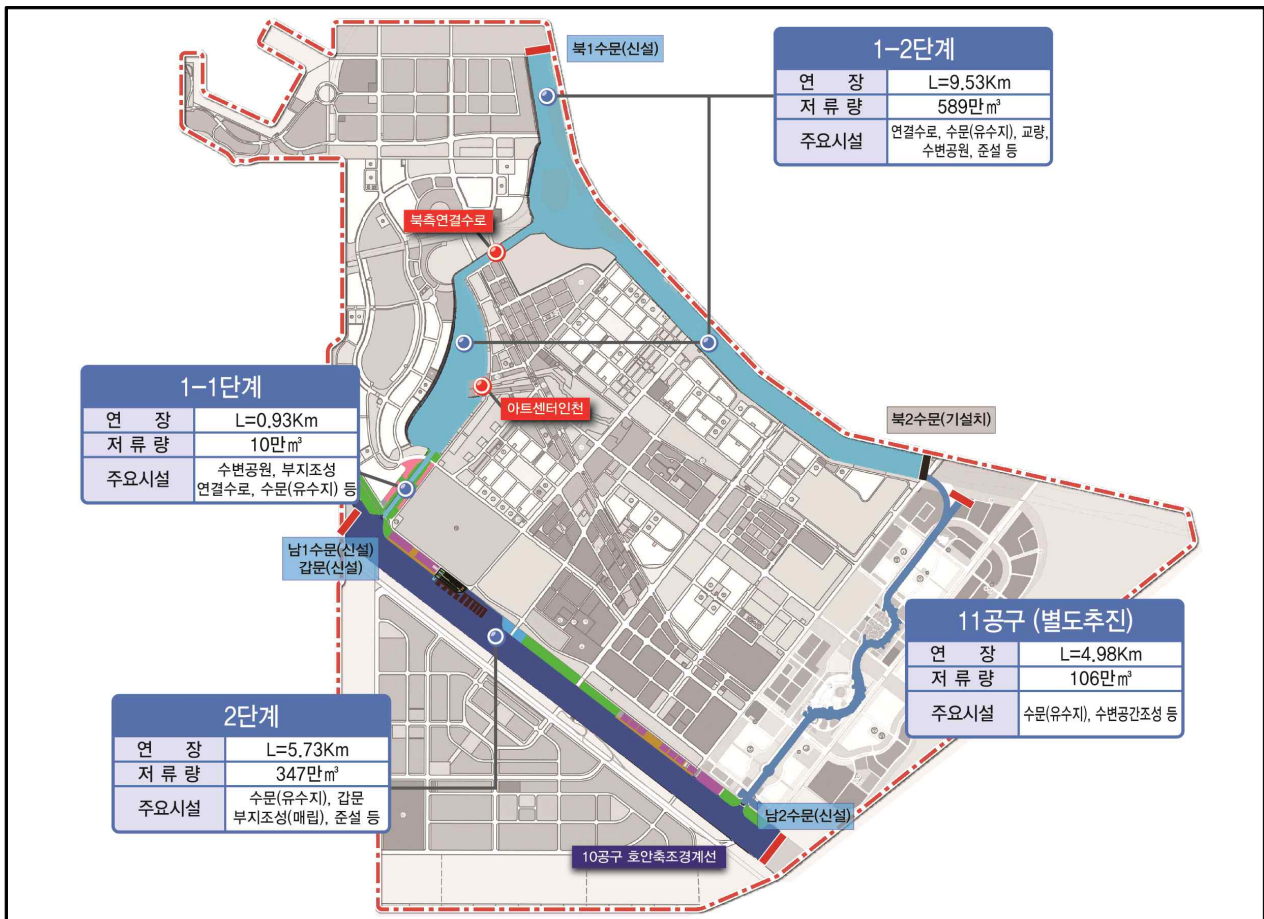 북1수문(신설)
1-2단계
연 장 L=9.53Km
저 류 량 589만㎥
주요시설 연결수로, 수문(유수지), 교량,
수변공원, 준설 등
북측연결수로
1-1단계
연 장 L=0.93Km
저 류 량 10만㎥
주요시설 수변공원, 부지조성
연결수로, 수문(유수지) 등
아트센터인천
북2수문(기설치)
남1수문(신설)
갑문(신설)
11공구 (별도추진)
연 장 L=4.98Km
저 류 량 106만㎥
주요시설 수문(유수지), 수변공간조성 등
2단계
연 장 L=5.73Km
저 류 량 347만㎥
주요시설 수문(유수지), 갑문
부지조성(매립), 준설 등
남2수문(신설)
10공구 호안축조경계선